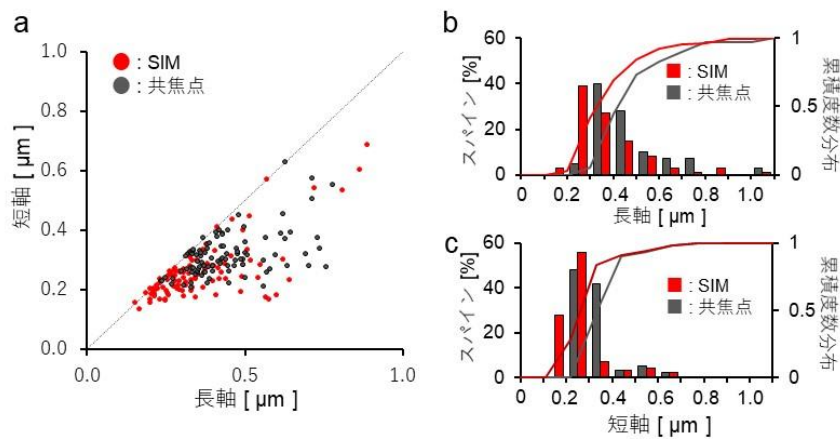 a
1.0
0.8
0.6
0.4
0.2
0.0
短軸 [ µm ]
● : SIM
● : 共焦点
0.0 0.5 1.0
長軸 [ µm ]
b
60
40
20
0
スパイン [%]
■ : SIM
■ : 共焦点
1
0.5
0
累積度数分布
0 0.2 0.4 0.6 0.8 1.0
長軸 [ µm ]
c
60
40
20
0
スパイン [%]
■ : SIM
■ : 共焦点
1
0.5
0
累積度数分布
0 0.2 0.4 0.6 0.8 1.0
短軸 [ µm ]